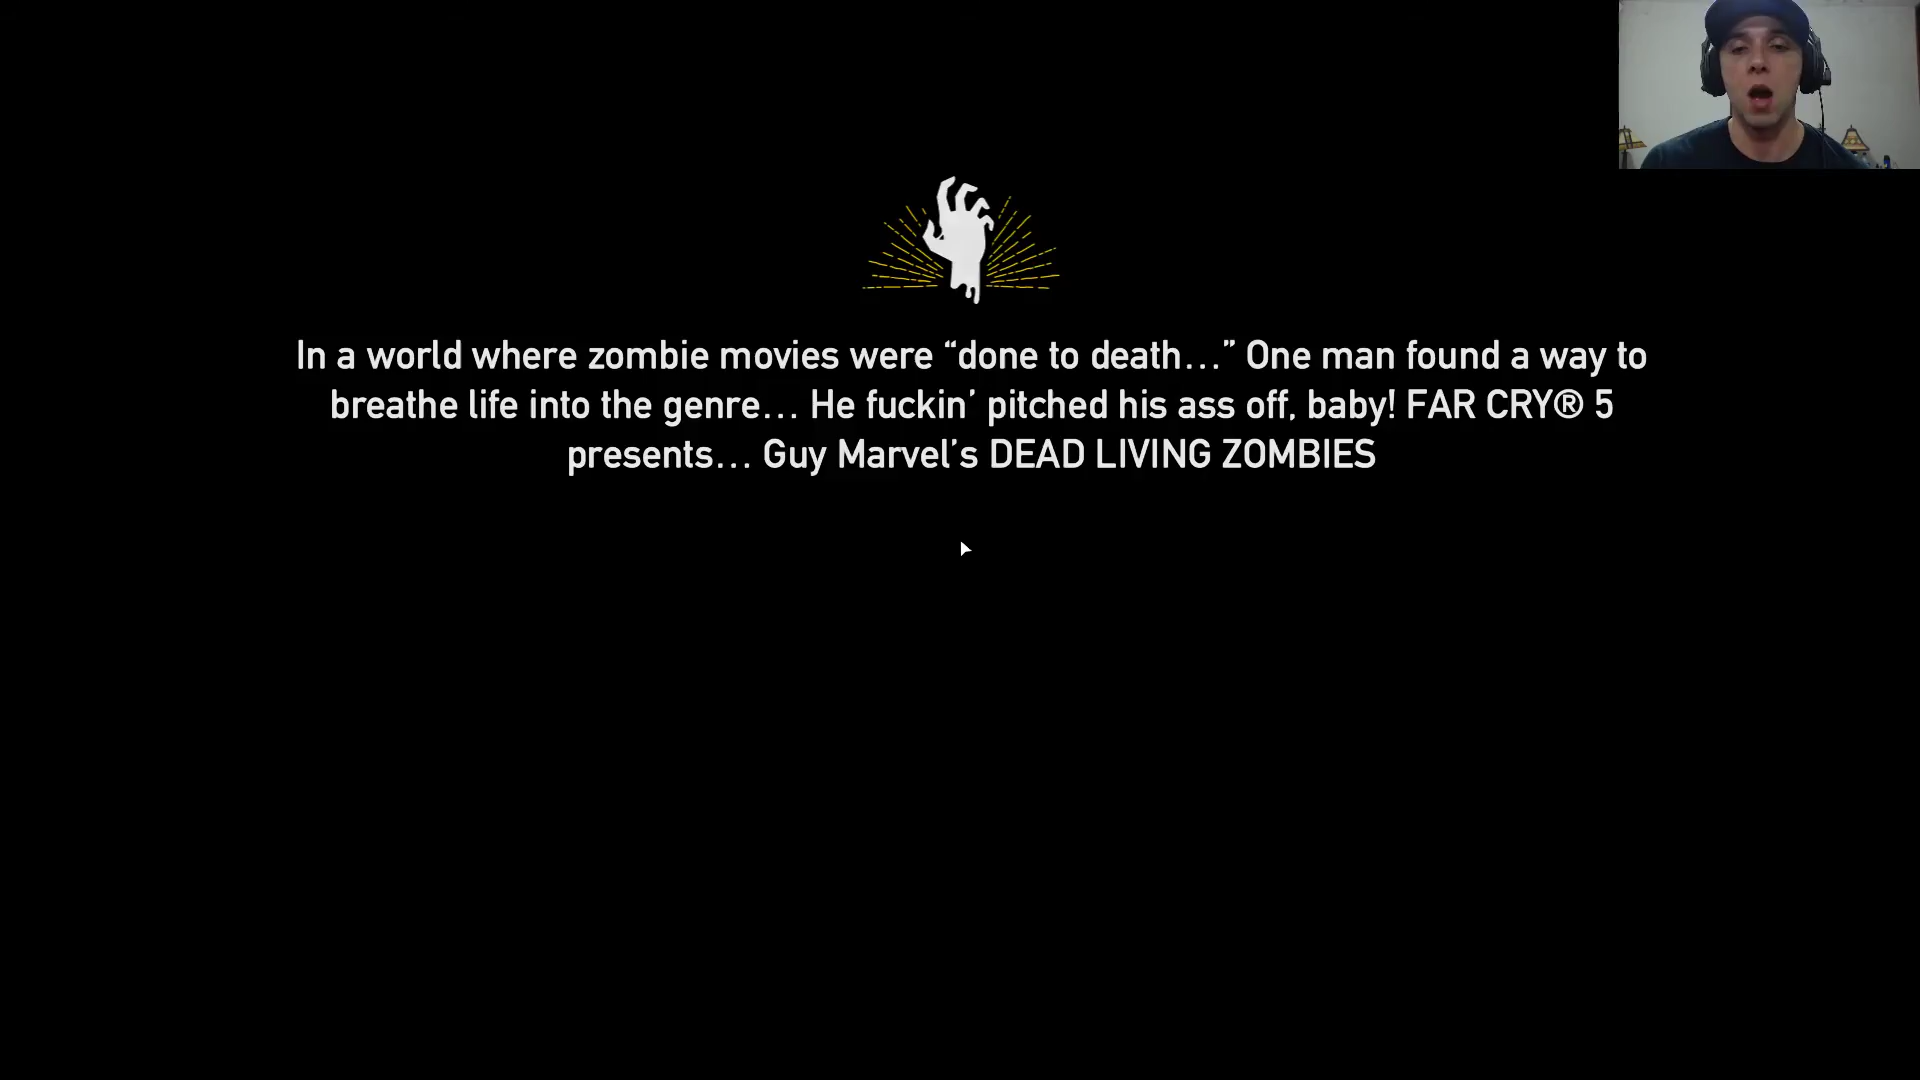 In a world where zombie movies were “done to death…” One man found a way to
breathe life into the genre… He fuckin’ pitched his ass off, baby! FAR CRY® 5
presents… Guy Marvel’s DEAD LIVING ZOMBIES